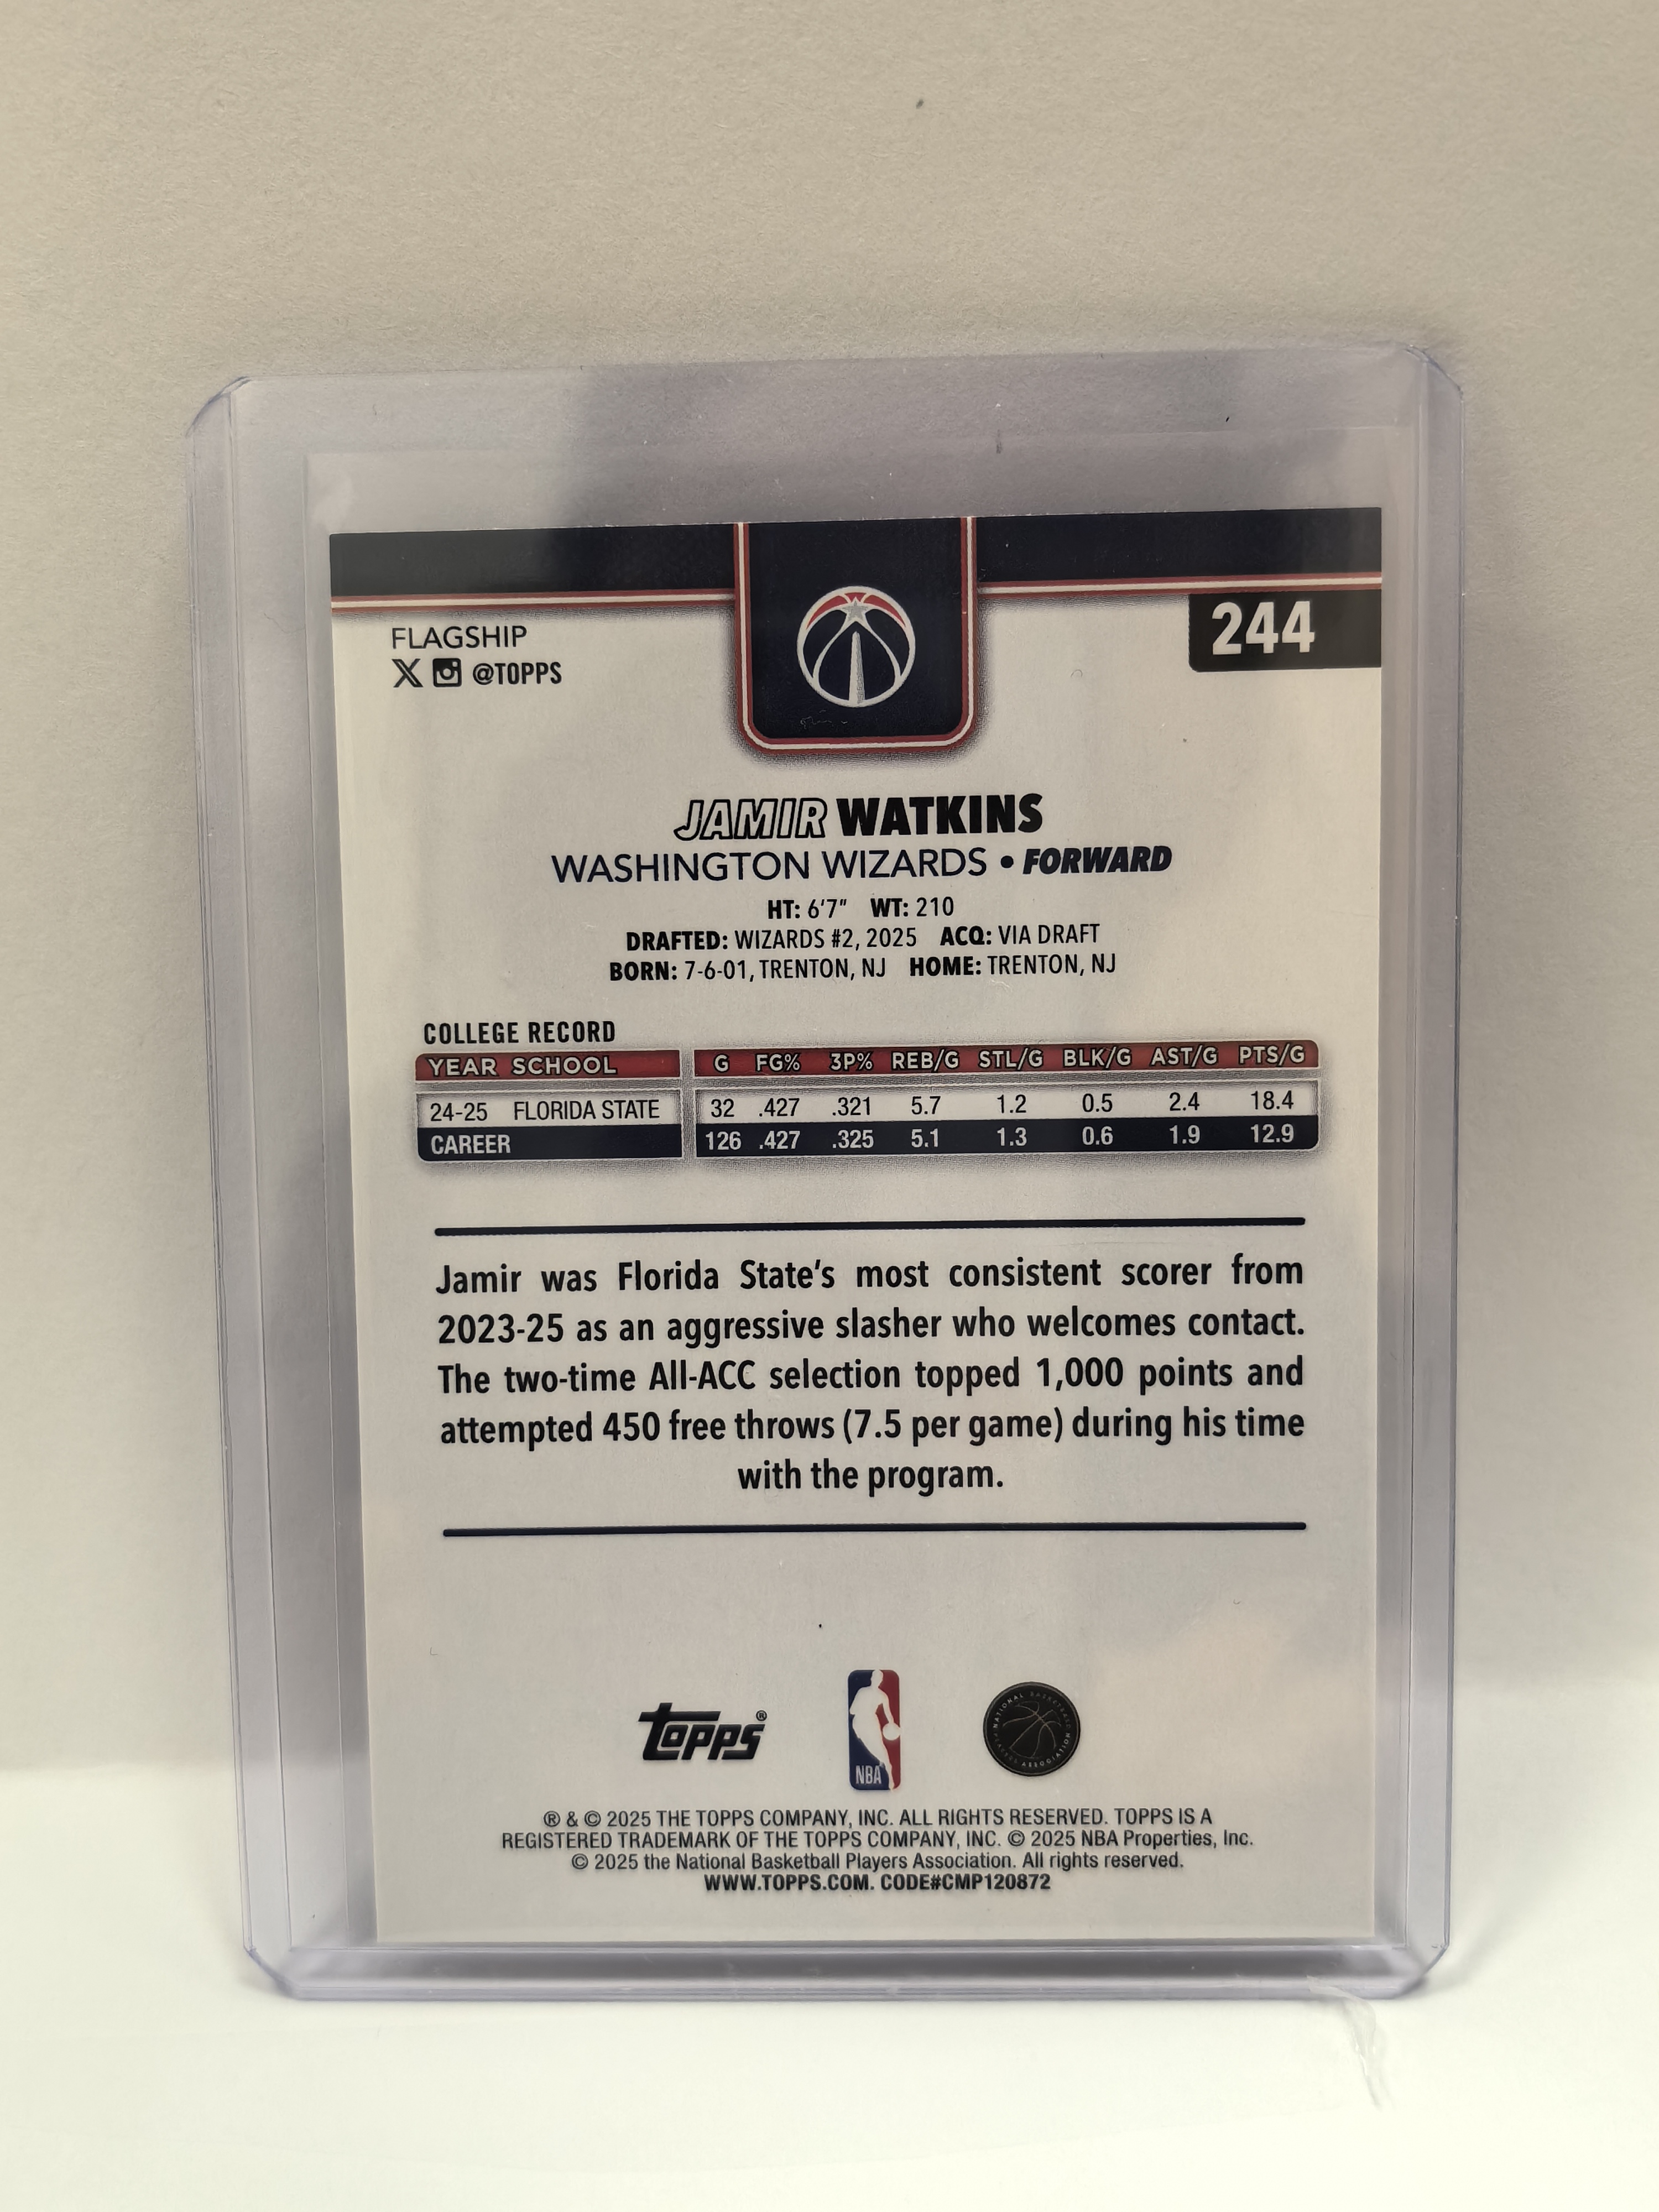 FLAGSHIP
244
@TOPPS
JAMIR WATKINS
WASHINGTON WIZARDS • FORWARD
HT: 6'7" WT: 210
DRAFTED: WIZARDS #2, 2025 ACQ: VIA DRAFT
BORN: 7-6-01, TRENTON, NJ HOME: TRENTON, NJ
COLLEGE RECORD
YEAR SCHOOL G FG% 3P% REB/G STL/G BLK/G AST/G PTS/G
24-25 FLORIDA STATE 32 .427 .321 5.7 1.2 0.5 2.4 18.4
CAREER 126 .427 .325 5.1 1.3 0.6 1.9 12.9
Jamir was Florida State's most consistent scorer from
2023-25 as an aggressive slasher who welcomes contact.
The two-time All-ACC selection topped 1,000 points and
attempted 450 free throws (7.5 per game) during his time
with the program.
Topps®
NBA
NATIONAL BASKETBALL PLAYERS ASSOCIATION
® & © 2025 THE TOPPS COMPANY, INC. ALL RIGHTS RESERVED. TOPPS IS A
REGISTERED TRADEMARK OF THE TOPPS COMPANY, INC. © 2025 NBA Properties, Inc.
© 2025 the National Basketball Players Association. All rights reserved.
WWW.TOPPS.COM. CODE#CMP120872